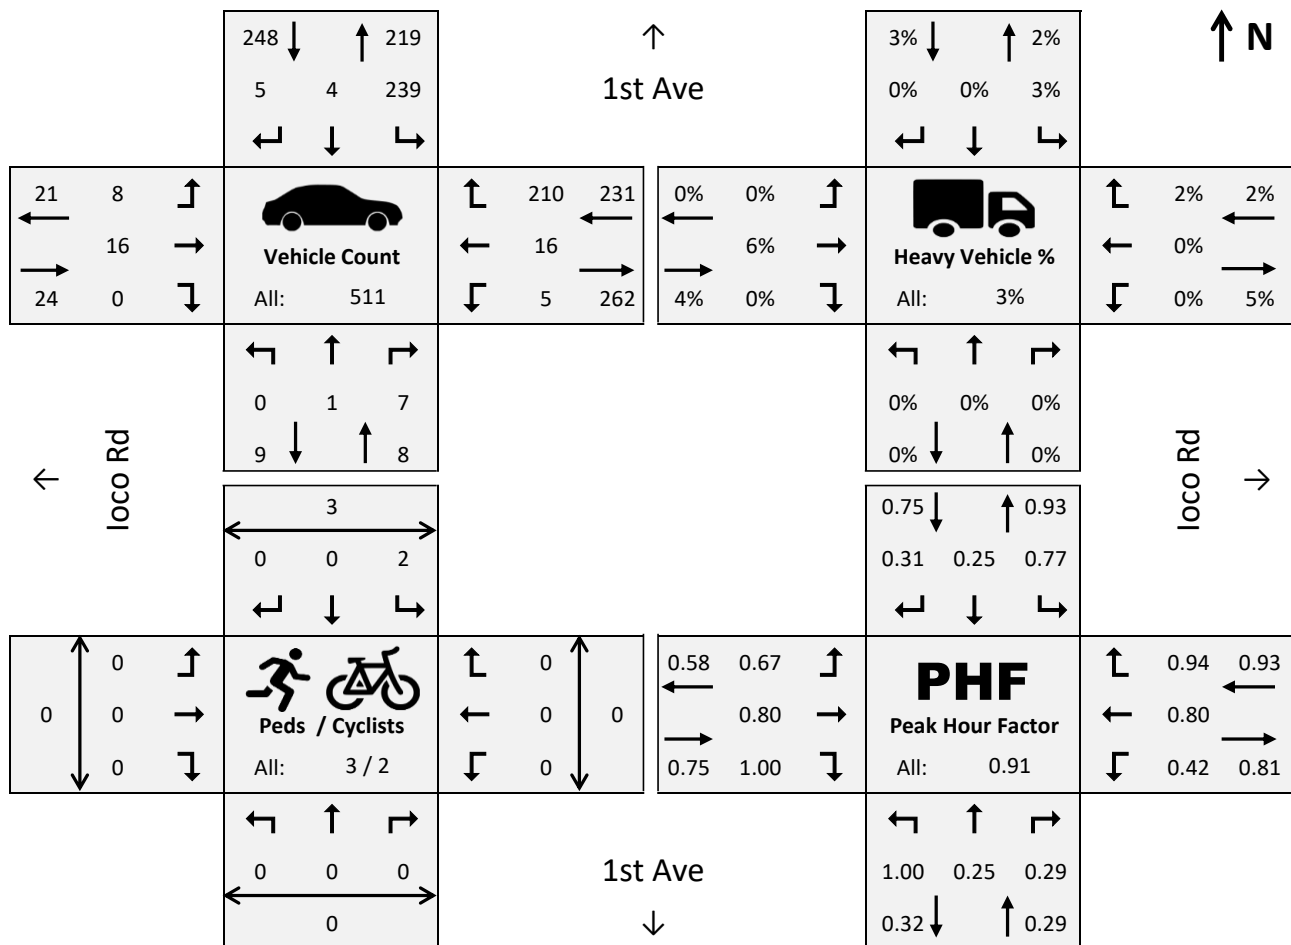 248 219 3% 2% N
1st Ave
5 4 239 0% 0% 3%
21 8 210 231 0% 0% 2% 2%
16 Vehicle Count 16 6% Heavy Vehicle % 0%
24 0 All: 511 5 262 4% 0% All: 3% 0% 5%
0 1 7 0% 0% 0%
9 8 0% 0%
Ioco Rd
Ioco Rd
3 0.75 0.93
0 0 2 0.31 0.25 0.77
0 0 0.58 0.67 PHF 0.94 0.93
0 0 Peds / Cyclists 0 0 0.80 Peak Hour Factor 0.80
0 All: 3 / 2 0 0.75 1.00 All: 0.91 0.42 0.81
0 0 0 1st Ave 1.00 0.25 0.29
0 0.32 0.29